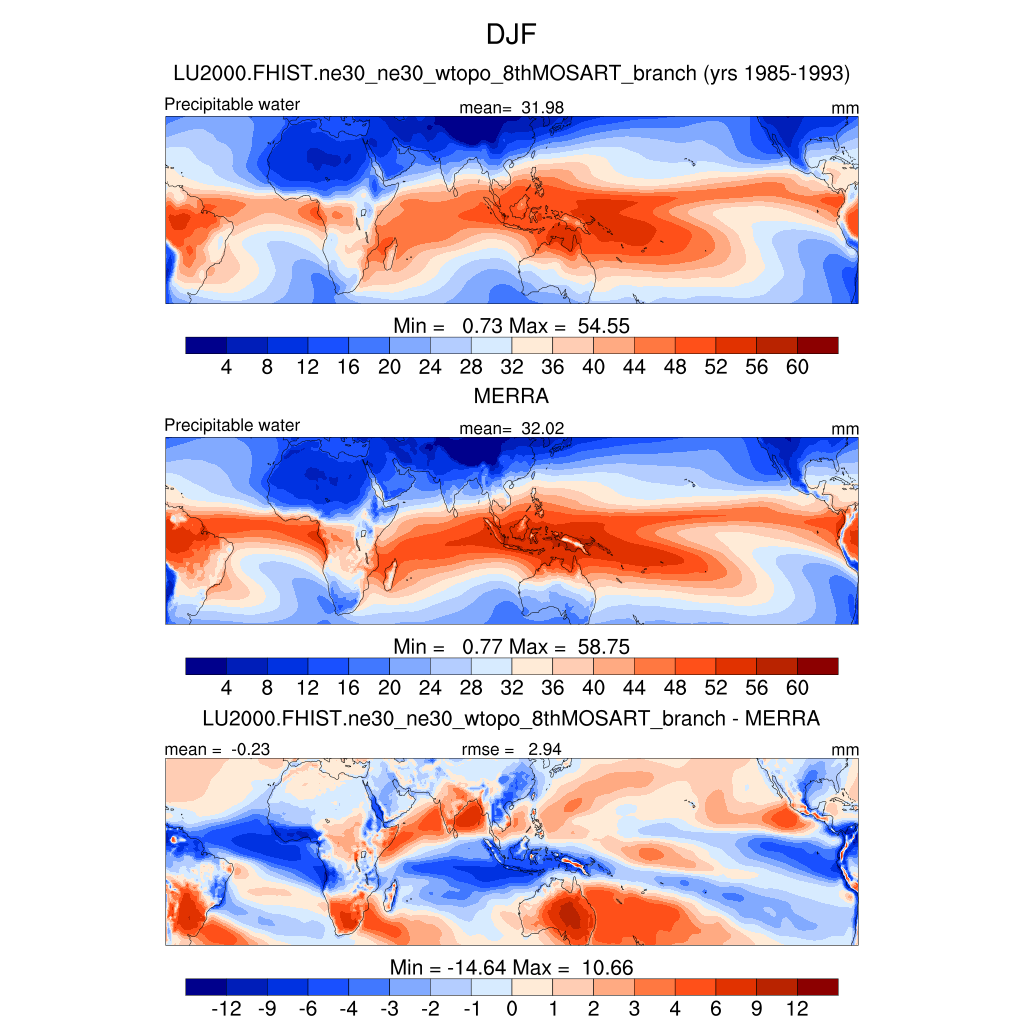 DJF
LU2000.FHIST.ne30_ne30_wtopo_8thMOSART_branch (yrs 1985-1993)
Precipitable water mean= 31.98 mm
Min = 0.73 Max = 54.55
4 8 12 16 20 24 28 32 36 40 44 48 52 56 60
MERRA
Precipitable water mean= 32.02 mm
Min = 0.77 Max = 58.75
4 8 12 16 20 24 28 32 36 40 44 48 52 56 60
LU2000.FHIST.ne30_ne30_wtopo_8thMOSART_branch - MERRA
mean = -0.23 rmse = 2.94 mm
Min = -14.64 Max = 10.66
-12 -9 -6 -4 -3 -2 -1 0 1 2 3 4 6 9 12